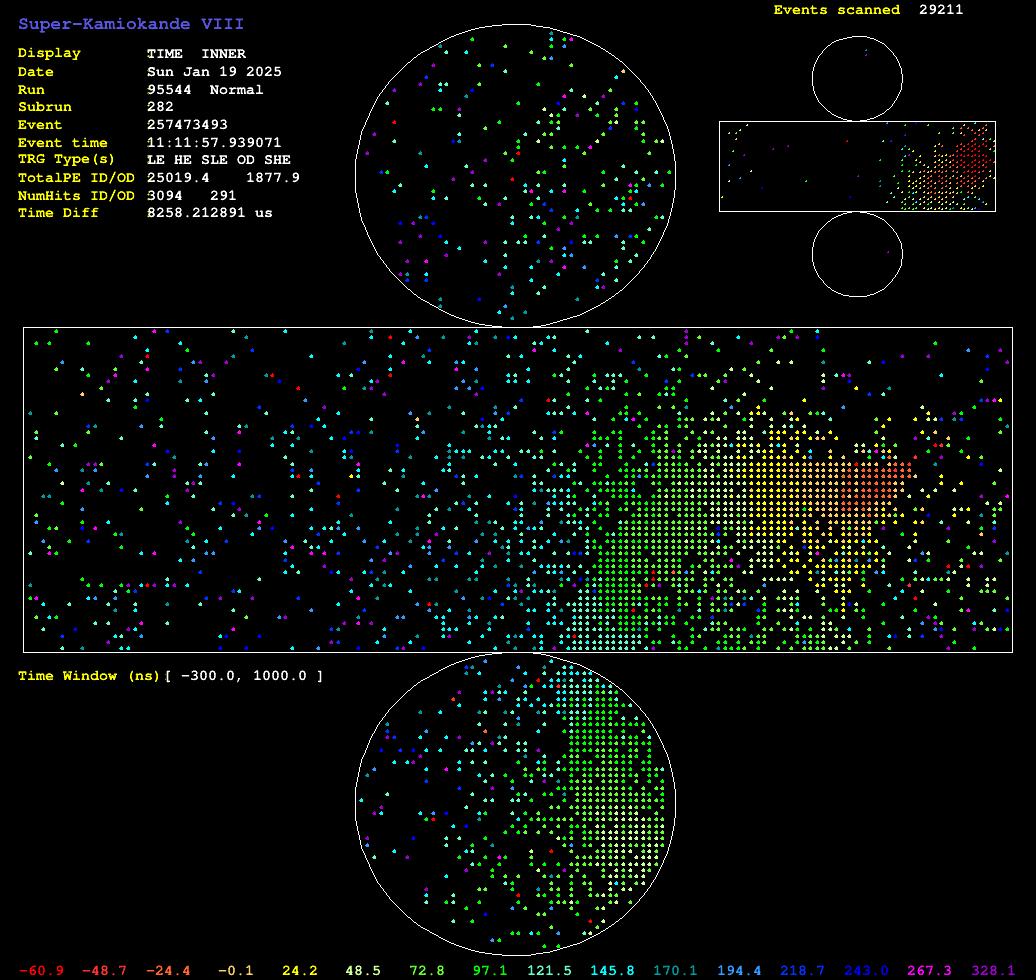 Super-Kamiokande VIII
Events scanned 29211
Display TIME INNER
Date Sun Jan 19 2025
Run 95544 Normal
Subrun 282
Event 257473493
Event time 11:11:57.939071
TRG Type(s) LE HE SLE OD SHE
TotalPE ID/OD 25019.4 1877.9
NumHits ID/OD 3094 291
Time Diff 8258.212891 us
Time Window (ns)[ -300.0, 1000.0 ]
-60.9 -48.7 -24.4 -0.1 24.2 48.5 72.8 97.1 121.5 145.8 170.1 194.4 218.7 243.0 267.3 328.1